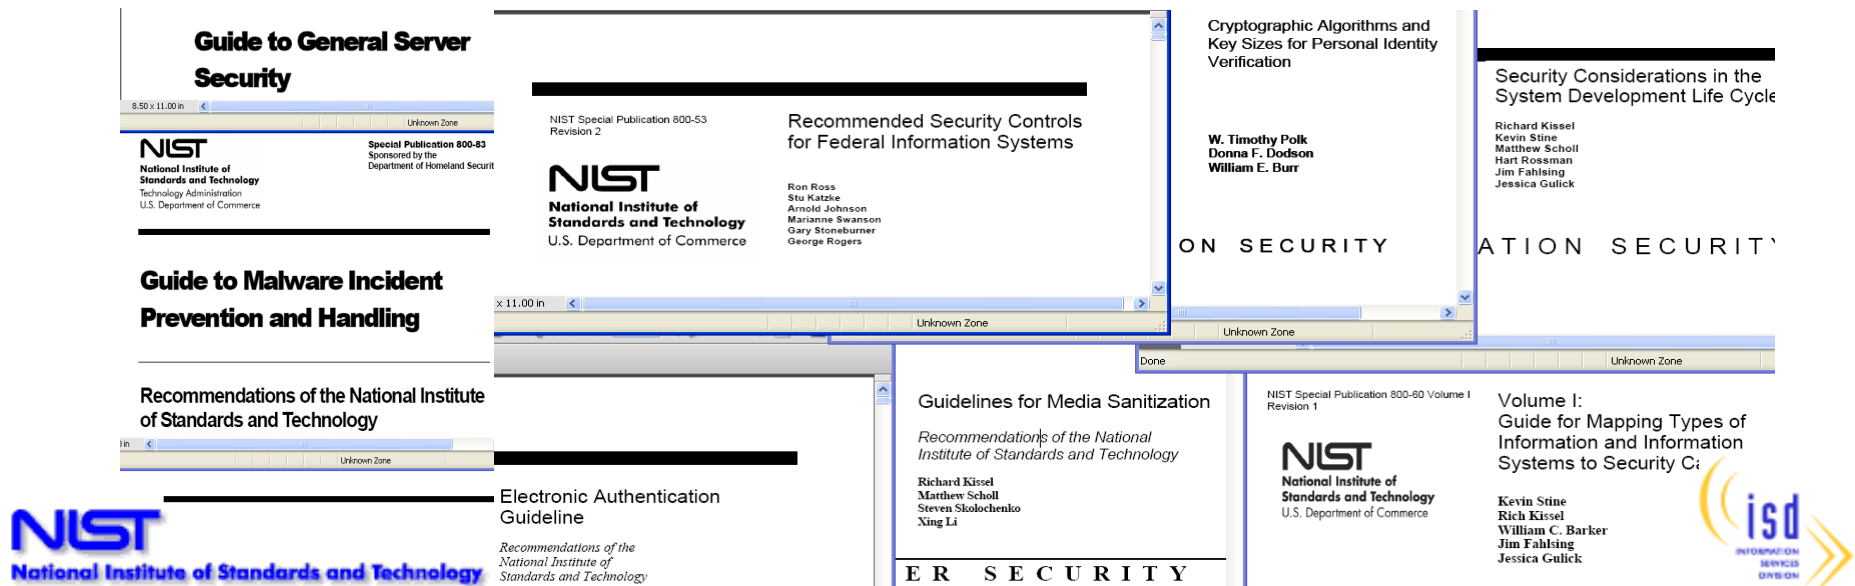 Guide to General Server
Security
8.50 x 11.00 in
Unknown Zone
NIST
National Institute of
Standards and Technology
Technology Administration
U.S. Department of Commerce
Special Publication 800-83
Sponsored by the
Department of Homeland Securit
Guide to Malware Incident
Prevention and Handling
Recommendations of the National Institute
of Standards and Technology
in
Unknown Zone
NIST
National Institute of Standards and Technology
NIST Special Publication 800-53
Revision 2
NIST
National Institute of
Standards and Technology
U.S. Department of Commerce
Recommended Security Controls
for Federal Information Systems
Ron Ross
Stu Katzke
Arnold Johnson
Marianne Swanson
Gary Stoneburner
George Rogers
x 11.00 in
Unknown Zone
Cryptographic Algorithms and
Key Sizes for Personal Identity
Verification
W. Timothy Polk
Donna F. Dodson
William E. Burr
ON SECURITY
Unknown Zone
Security Considerations in the
System Development Life Cycle
Richard Kissel
Kevin Stine
Matthew Scholl
Hart Rossman
Jim Fahlsing
Jessica Gulick
ATION SECURITY
Done
Unknown Zone
Electronic Authentication
Guideline
Recommendations of the
National Institute of
Standards and Technology
Guidelines for Media Sanitization
Recommendations of the National
Institute of Standards and Technology
Richard Kissel
Matthew Scholl
Steven Skolochenko
Xing Li
ER SECURITY
NIST Special Publication 800-60 Volume I
Revision 1
NIST
National Institute of
Standards and Technology
U.S. Department of Commerce
Volume I:
Guide for Mapping Types of
Information and Information
Systems to Security Ca
Kevin Stine
Rich Kissel
William C. Barker
Jim Fahlsing
Jessica Gulick
isd
INFORMATION
SERVICES
DIVISION